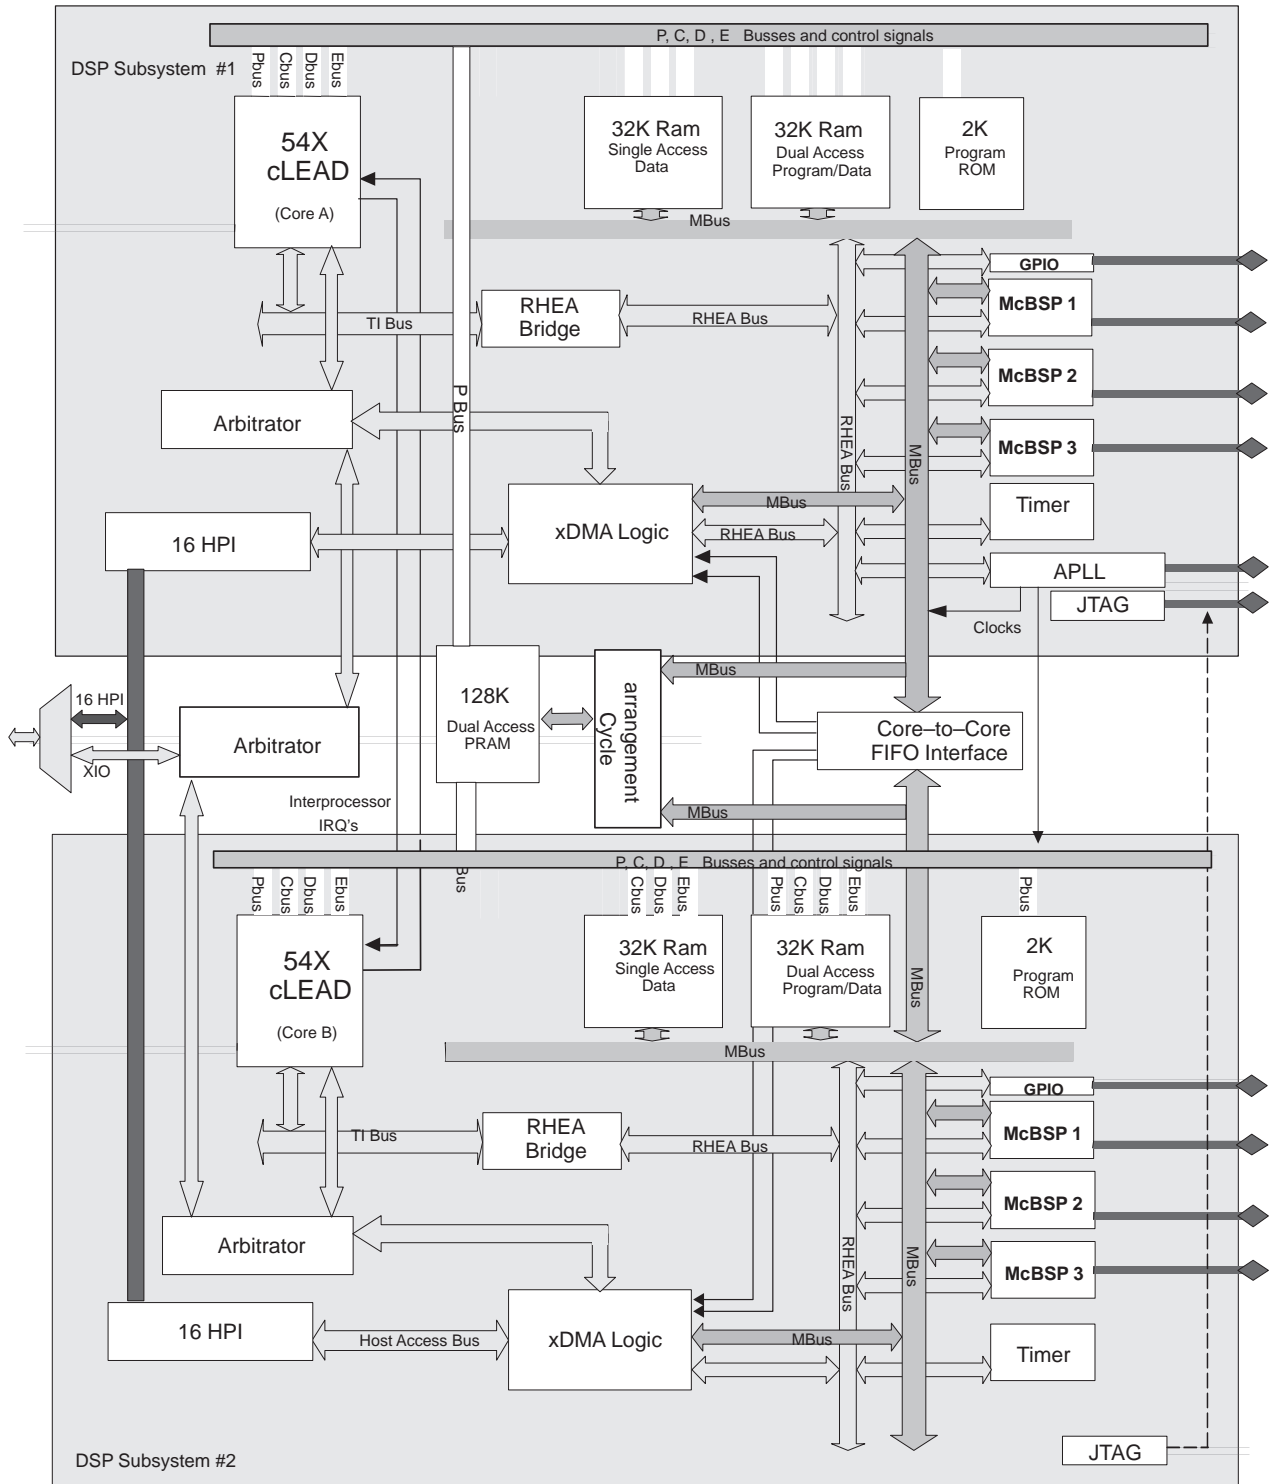 P, C, D , E Busses and control signals
DSP Subsystem #1
Pbus
Cbus
Dbus
Ebus
54X
cLEAD
(Core A)
32K Ram
Single Access
Data
32K Ram
Dual Access
Program/Data
2K
Program
ROM
MBus
GPIO
McBSP 1
RHEA
Bridge
TI Bus
RHEA Bus
McBSP 2
P Bus
Arbitrator
RHEA Bus
MBus
McBSP 3
xDMA Logic
MBus
Timer
RHEA Bus
16 HPI
APLL
JTAG
Clocks
MBus
16 HPI
128K
Dual Access
PRAM
arrangement
Cycle
Core–to–Core
FIFO Interface
Arbitrator
XIO
Interprocessor
IRQ's
MBus
P, C, D , E Busses and control signals
Bus
Pbus
Cbus
Dbus
Ebus
Cbus
Dbus
Ebus
Pbus
Cbus
Dbus
Ebus
Pbus
54X
cLEAD
(Core B)
32K Ram
Single Access
Data
32K Ram
Dual Access
Program/Data
MBus
2K
Program
ROM
MBus
GPIO
McBSP 1
RHEA
Bridge
TI Bus
RHEA Bus
McBSP 2
Arbitrator
RHEA Bus
MBus
McBSP 3
16 HPI
Host Access Bus
xDMA Logic
MBus
Timer
JTAG
DSP Subsystem #2